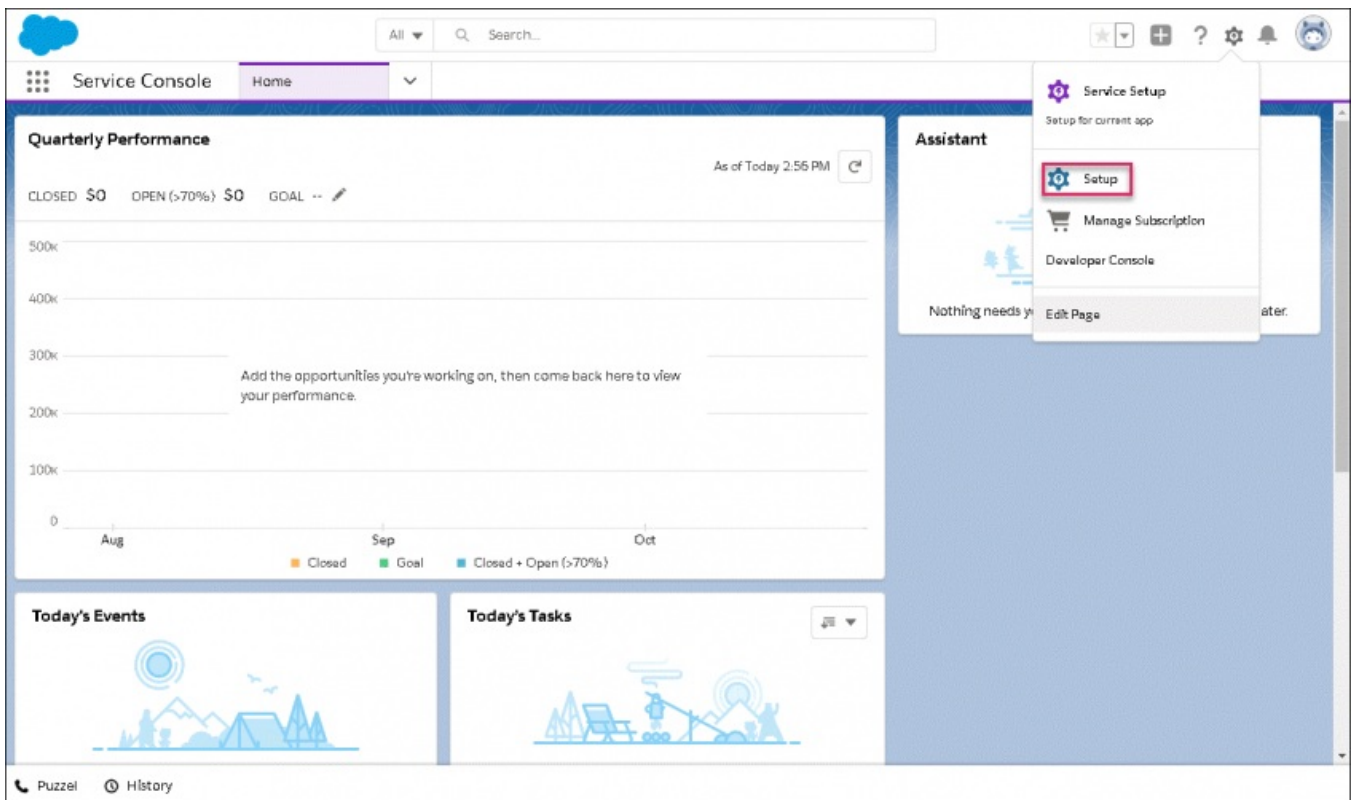 All
Search...
Service Console
Home
Service Setup
Setup for current app
Setup
Manage Subscription
Developer Console
Edit Page
Quarterly Performance
As of Today 2:56 PM
CLOSED $0 OPEN (>70%) $0 GOAL --
500K
400K
300K
200K
100K
0
Add the opportunities you're working on, then come back here to view
your performance.
Aug Sep Oct
Closed Goal Closed + Open (>70%)
Assistant
Nothing needs y
ater.
Today's Events
Today's Tasks
Puzzel History